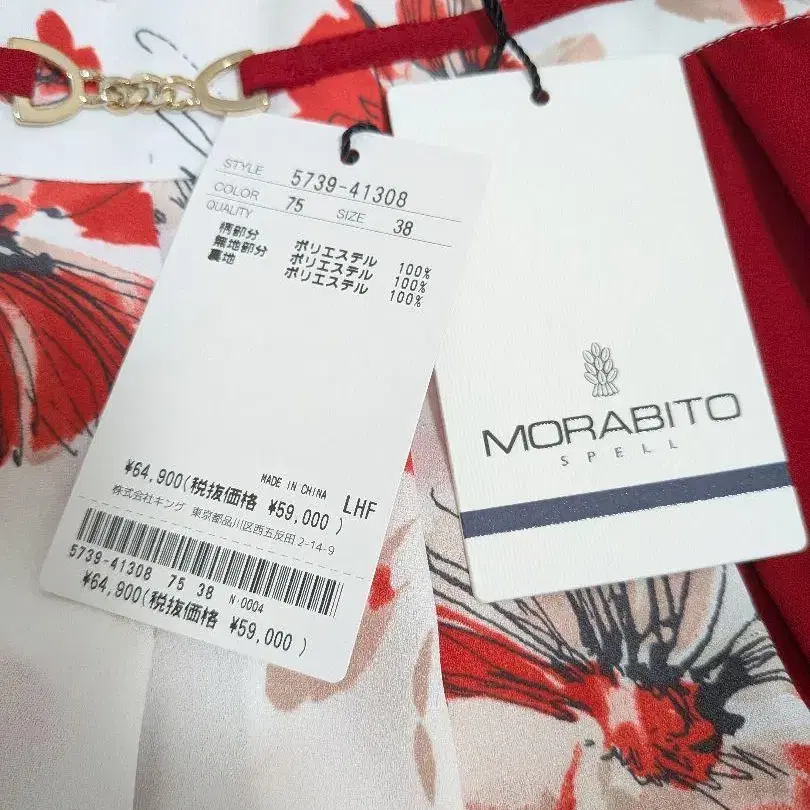 STYLE 5739-41308
COLOR 75 SIZE 38
QUALITY
柄部分 ポリエステル 100%
無地部分 ポリエステル 100%
裏地 ポリエステル 100%
MADE IN CHINA LHF
¥64,900(税抜価格 ¥59,000 )
株式会社キング 東京都品川区西五反田2-14-9
5739-41308 75 38 N-0004
¥64,900(税抜価格 ¥59,000 )
MORABITO
SPELL